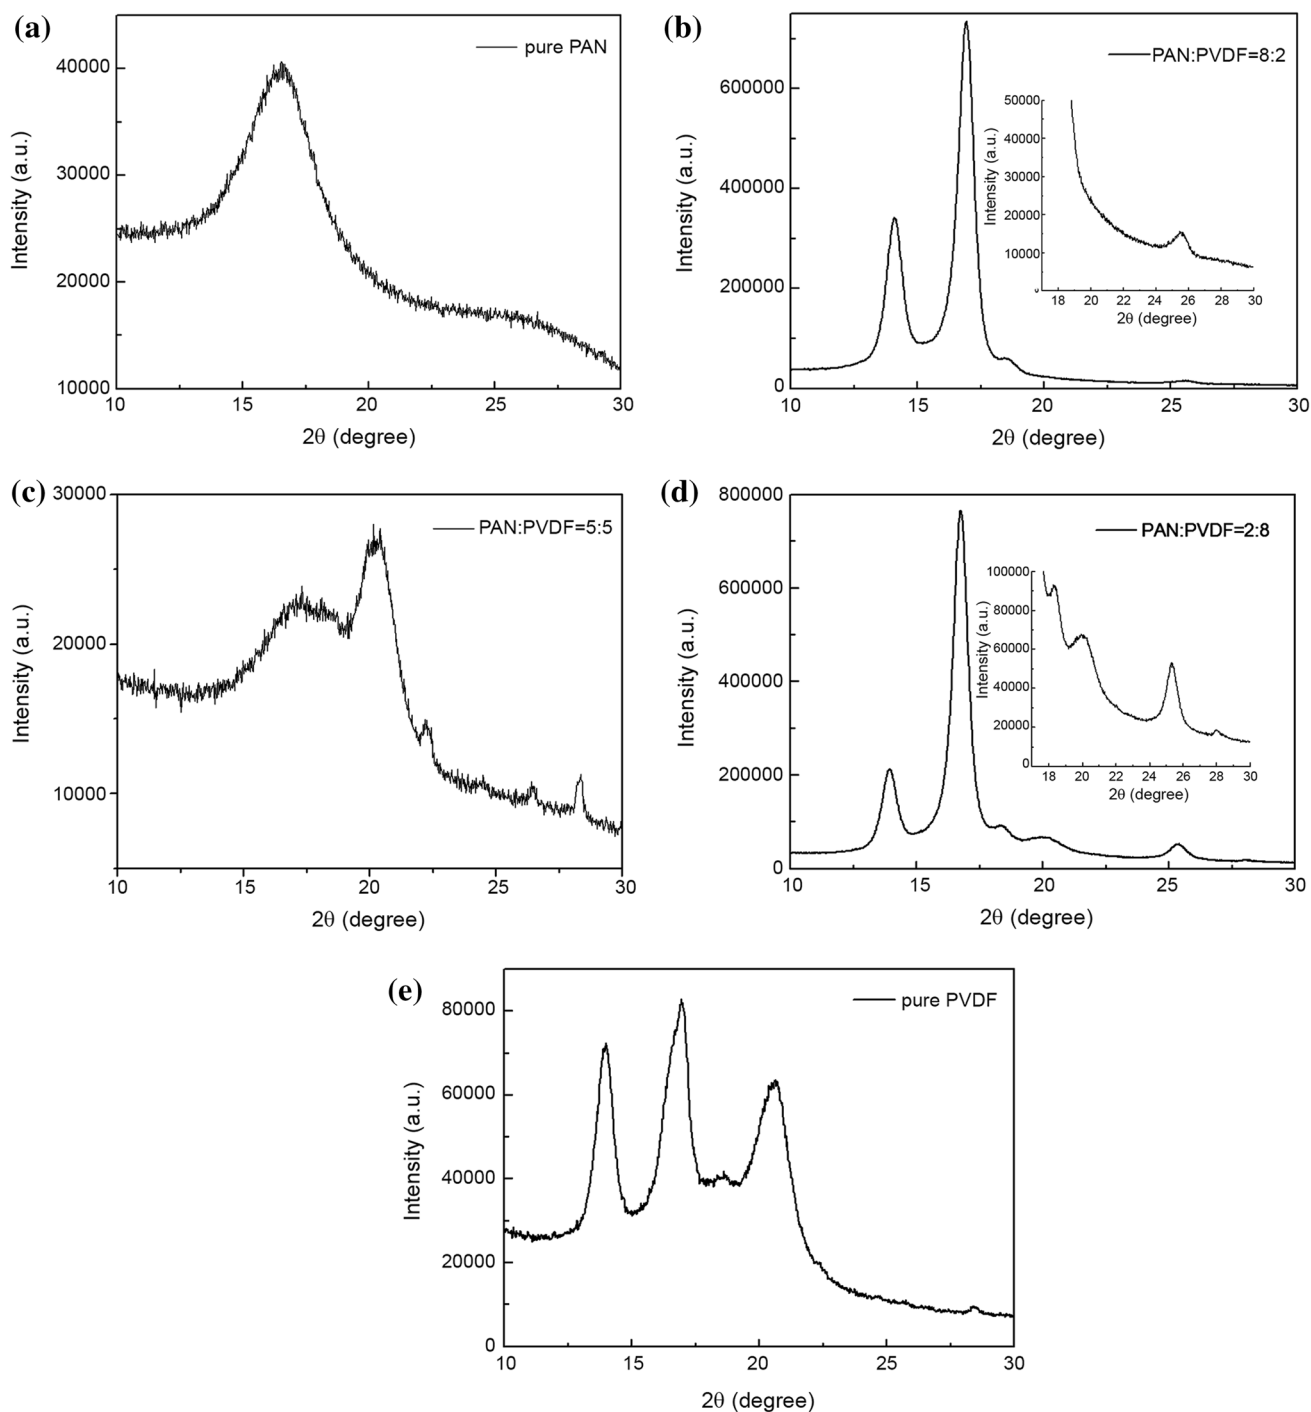 (a)
pure PAN
Intensity (a.u.)
40000
30000
20000
10000
10 15 20 25 30
2θ (degree)
(b)
PAN:PVDF=8:2
Intensity (a.u.)
600000
400000
200000
0
10 15 20 25 30
2θ (degree)
Intensity (a.u.)
50000
40000
30000
20000
10000
18 20 22 24 26 28 30
2θ (degree)
(c)
PAN:PVDF=5:5
Intensity (a.u.)
30000
20000
10000
10 15 20 25 30
2θ (degree)
(d)
PAN:PVDF=2:8
Intensity (a.u.)
800000
600000
400000
200000
0
10 15 20 25 30
2θ (degree)
Intensity (a.u.)
100000
80000
60000
40000
20000
0
18 20 22 24 26 28 30
2θ (degree)
(e)
pure PVDF
Intensity (a.u.)
80000
60000
40000
20000
0
10 15 20 25 30
2θ (degree)